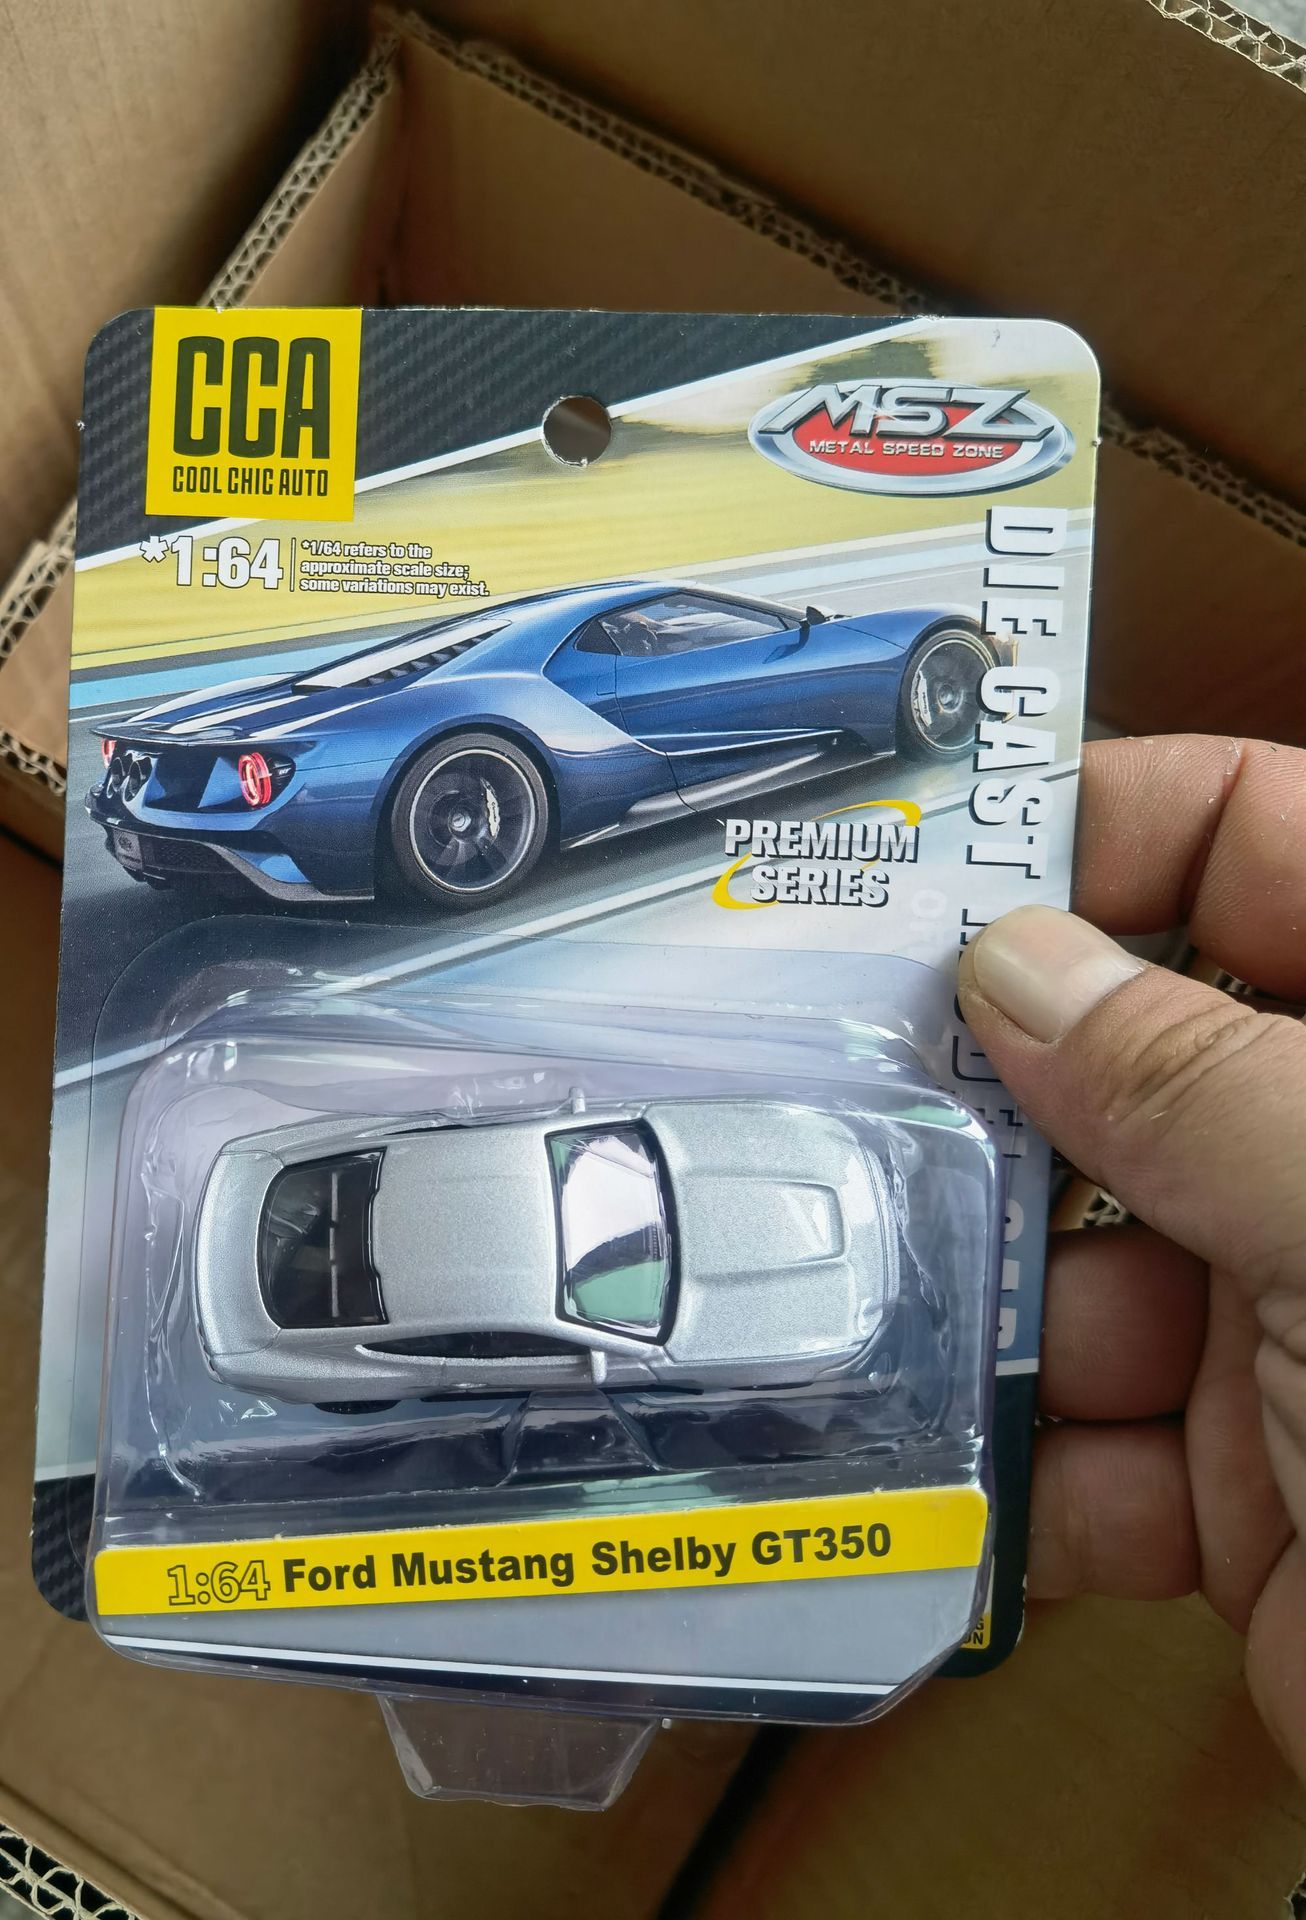 CCA
COOL CHIC AUTO
MSZ
METAL SPEED ZONE
*1:64
*1/64 refers to the
approximate scale size;
some variations may exist.
DIE CAST
PREMIUM
SERIES
1:64 Ford Mustang Shelby GT350